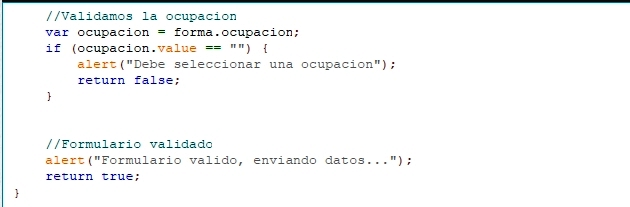 //Validamos la ocupacion
var ocupacion = forma.ocupacion;
if (ocupacion.value == "") {
alert("Debe seleccionar una ocupacion");
return false;
}
//Formulario validado
alert("Formulario valido, enviando datos...");
return true;
}